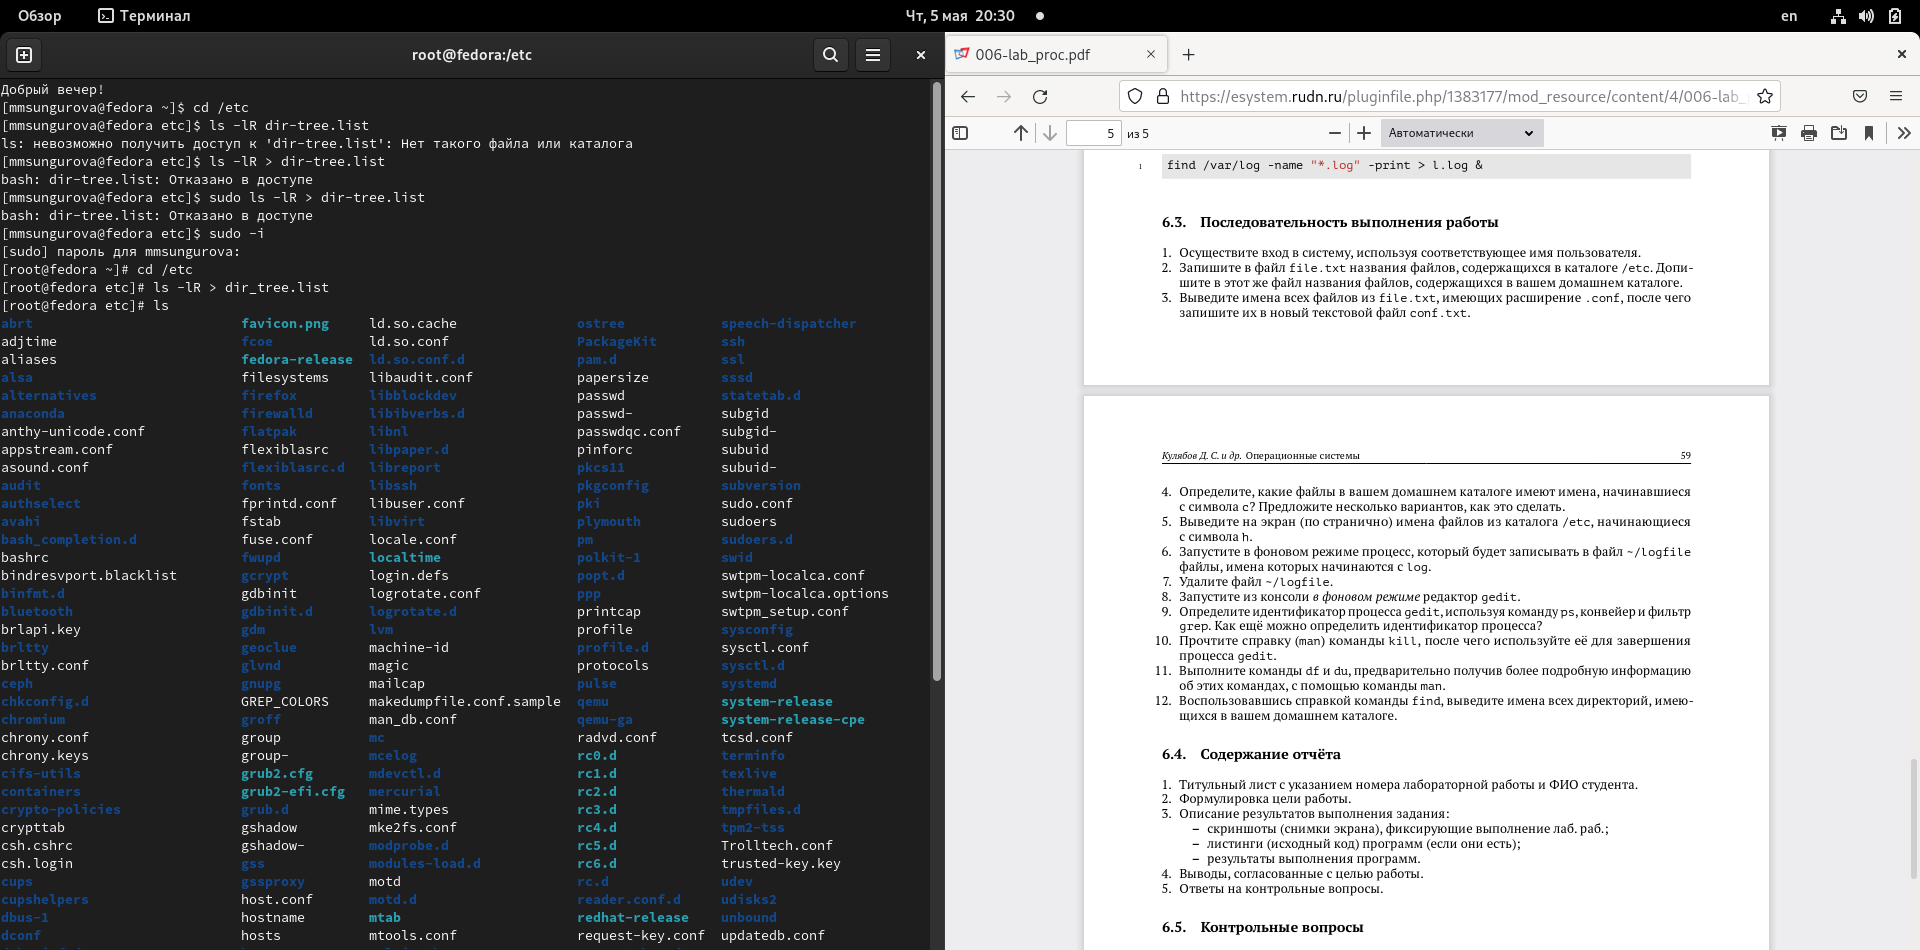 Обзор Терминал Чт, 5 мая 20:30 en
root@fedora:/etc
Добрый вечер!
[mmsungurova@fedora ~]$ cd /etc
[mmsungurova@fedora etc]$ ls -lR dir-tree.list
ls: невозможно получить доступ к 'dir-tree.list': Нет такого файла или каталога
[mmsungurova@fedora etc]$ ls -lR > dir-tree.list
bash: dir-tree.list: Отказано в доступе
[mmsungurova@fedora etc]$ sudo ls -lR > dir-tree.list
bash: dir-tree.list: Отказано в доступе
[mmsungurova@fedora etc]$ sudo -i
[sudo] пароль для mmsungurova:
[root@fedora ~]# cd /etc
[root@fedora etc]# ls -lR > dir_tree.list
[root@fedora etc]# ls
abrt favicon.png ld.so.cache ostree speech-dispatcher
adjtime fcoe ld.so.conf PackageKit ssh
aliases fedora-release ld.so.conf.d pam.d ssl
alsa filesystems libaudit.conf papersize sssd
alternatives firefox libblockdev passwd statetab.d
anaconda firewalld libibverbs.d passwd- subgid
anthy-unicode.conf flatpak libnl passwdqc.conf subgid-
appstream.conf flexiblasrc libpaper.d pinforc subuid
asound.conf flexiblasrc.d libreport pkcs11 subuid-
audit fonts libssh pkgconfig subversion
authselect fprintd.conf libuser.conf pki sudo.conf
avahi fstab libvirt plymouth sudoers
bash_completion.d fuse.conf locale.conf pm sudoers.d
bashrc fwupd localtime polkit-1 swid
bindresvport.blacklist gcrypt login.defs popt.d swtpm-localca.conf
binfmt.d gdbinit logrotate.conf ppp swtpm-localca.options
bluetooth gdbinit.d logrotate.d printcap swtpm_setup.conf
brlapi.key gdm lvm profile sysconfig
brltty geoclue machine-id profile.d sysctl.conf
brltty.conf glvnd magic protocols sysctl.d
ceph gnupg mailcap pulse systemd
chkconfig.d GREP_COLORS makedumpfile.conf.sample qemu system-release
chromium groff man_db.conf qemu-ga system-release-cpe
chrony.conf group mc radvd.conf tcsd.conf
chrony.keys group- mcelog rc0.d terminfo
cifs-utils grub2.cfg mdevctl.d rc1.d texlive
containers grub2-efi.cfg mercurial rc2.d thermald
crypto-policies grub.d mime.types rc3.d tmpfiles.d
crypttab gshadow mke2fs.conf rc4.d tpm2-tss
csh.cshrc gshadow- modprobe.d rc5.d Trolltech.conf
csh.login gss modules-load.d rc6.d trusted-key.key
cups gssproxy motd rc.d udev
cupshelpers host.conf motd.d reader.conf.d udisks2
dbus-1 hostname mtab redhat-release unbound
dconf hosts mtools.conf request-key.conf updatedb.conf
006-lab_proc.pdf
https://esystem.rudn.ru/pluginfile.php/1383177/mod_resource/content/4/006-lab_
5 из 5 Автоматически
1 find /var/log -name "*.log" -print > l.log &
6.3. Последовательность выполнения работы
1. Осуществите вход в систему, используя соответствующее имя пользователя.
2. Запишите в файл file.txt названия файлов, содержащихся в каталоге /etc. Допи-
шите в этот же файл названия файлов, содержащихся в вашем домашнем каталоге.
3. Выведите имена всех файлов из file.txt, имеющих расширение .conf, после чего
запишите их в новый текстовой файл conf.txt.
Кулябов Д. С. и др. Операционные системы 59
4. Определите, какие файлы в вашем домашнем каталоге имеют имена, начинавшиеся
с символа c? Предложите несколько вариантов, как это сделать.
5. Выведите на экран (по странично) имена файлов из каталога /etc, начинающиеся
с символа h.
6. Запустите в фоновом режиме процесс, который будет записывать в файл ~/logfile
файлы, имена которых начинаются с log.
7. Удалите файл ~/logfile.
8. Запустите из консоли в фоновом режиме редактор gedit.
9. Определите идентификатор процесса gedit, используя команду ps, конвейер и фильтр
grep. Как ещё можно определить идентификатор процесса?
10. Прочтите справку (man) команды kill, после чего используйте её для завершения
процесса gedit.
11. Выполните команды df и du, предварительно получив более подробную информацию
об этих командах, с помощью команды man.
12. Воспользовавшись справкой команды find, выведите имена всех директорий, имею-
щихся в вашем домашнем каталоге.
6.4. Содержание отчёта
1. Титульный лист с указанием номера лабораторной работы и ФИО студента.
2. Формулировка цели работы.
3. Описание результатов выполнения задания:
– скриншоты (снимки экрана), фиксирующие выполнение лаб. раб.;
– листинги (исходный код) программ (если они есть);
– результаты выполнения программ.
4. Выводы, согласованные с целью работы.
5. Ответы на контрольные вопросы.
6.5. Контрольные вопросы